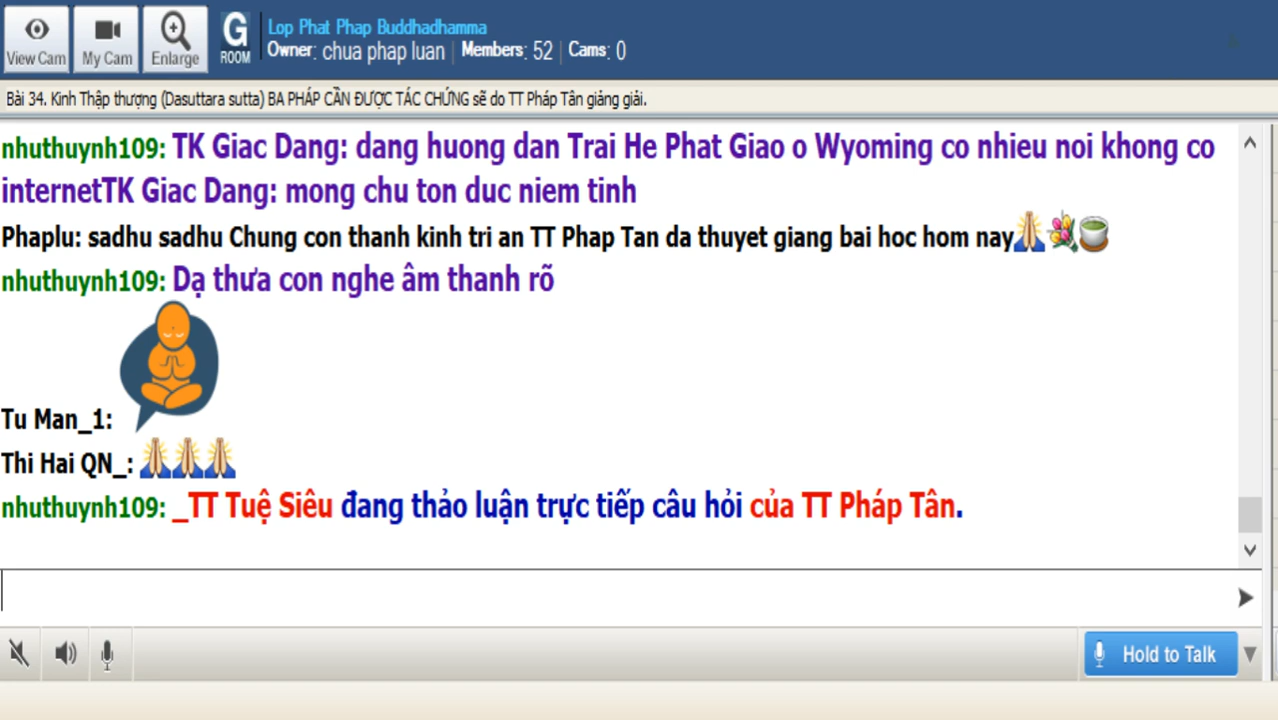 View Cam
My Cam
Enlarge
G
ROOM
Lop Phat Phap Buddhadhamma
Owner: chua phap luan | Members: 52 | Cams: 0
Bài 34. Kinh Thập thượng (Dasuttara sutta) BA PHÁP CẦN ĐƯỢC TÁC CHỨNG sẽ do TT Pháp Tân giảng giải.
nhuthuynh109: TK Giac Dang: dang huong dan Trai He Phat Giao o Wyoming co nhieu noi khong co
internetTK Giac Dang: mong chu ton duc niem tinh
Phaplu: sadhu sadhu Chung con thanh kinh tri an TT Phap Tan da thuyet giang bai hoc hom nay
nhuthuynh109: Dạ thưa con nghe âm thanh rõ
Tu Man_1:
Thi Hai QN_:
nhuthuynh109: _TT Tuệ Siêu đang thảo luận trực tiếp câu hỏi của TT Pháp Tân.
Hold to Talk